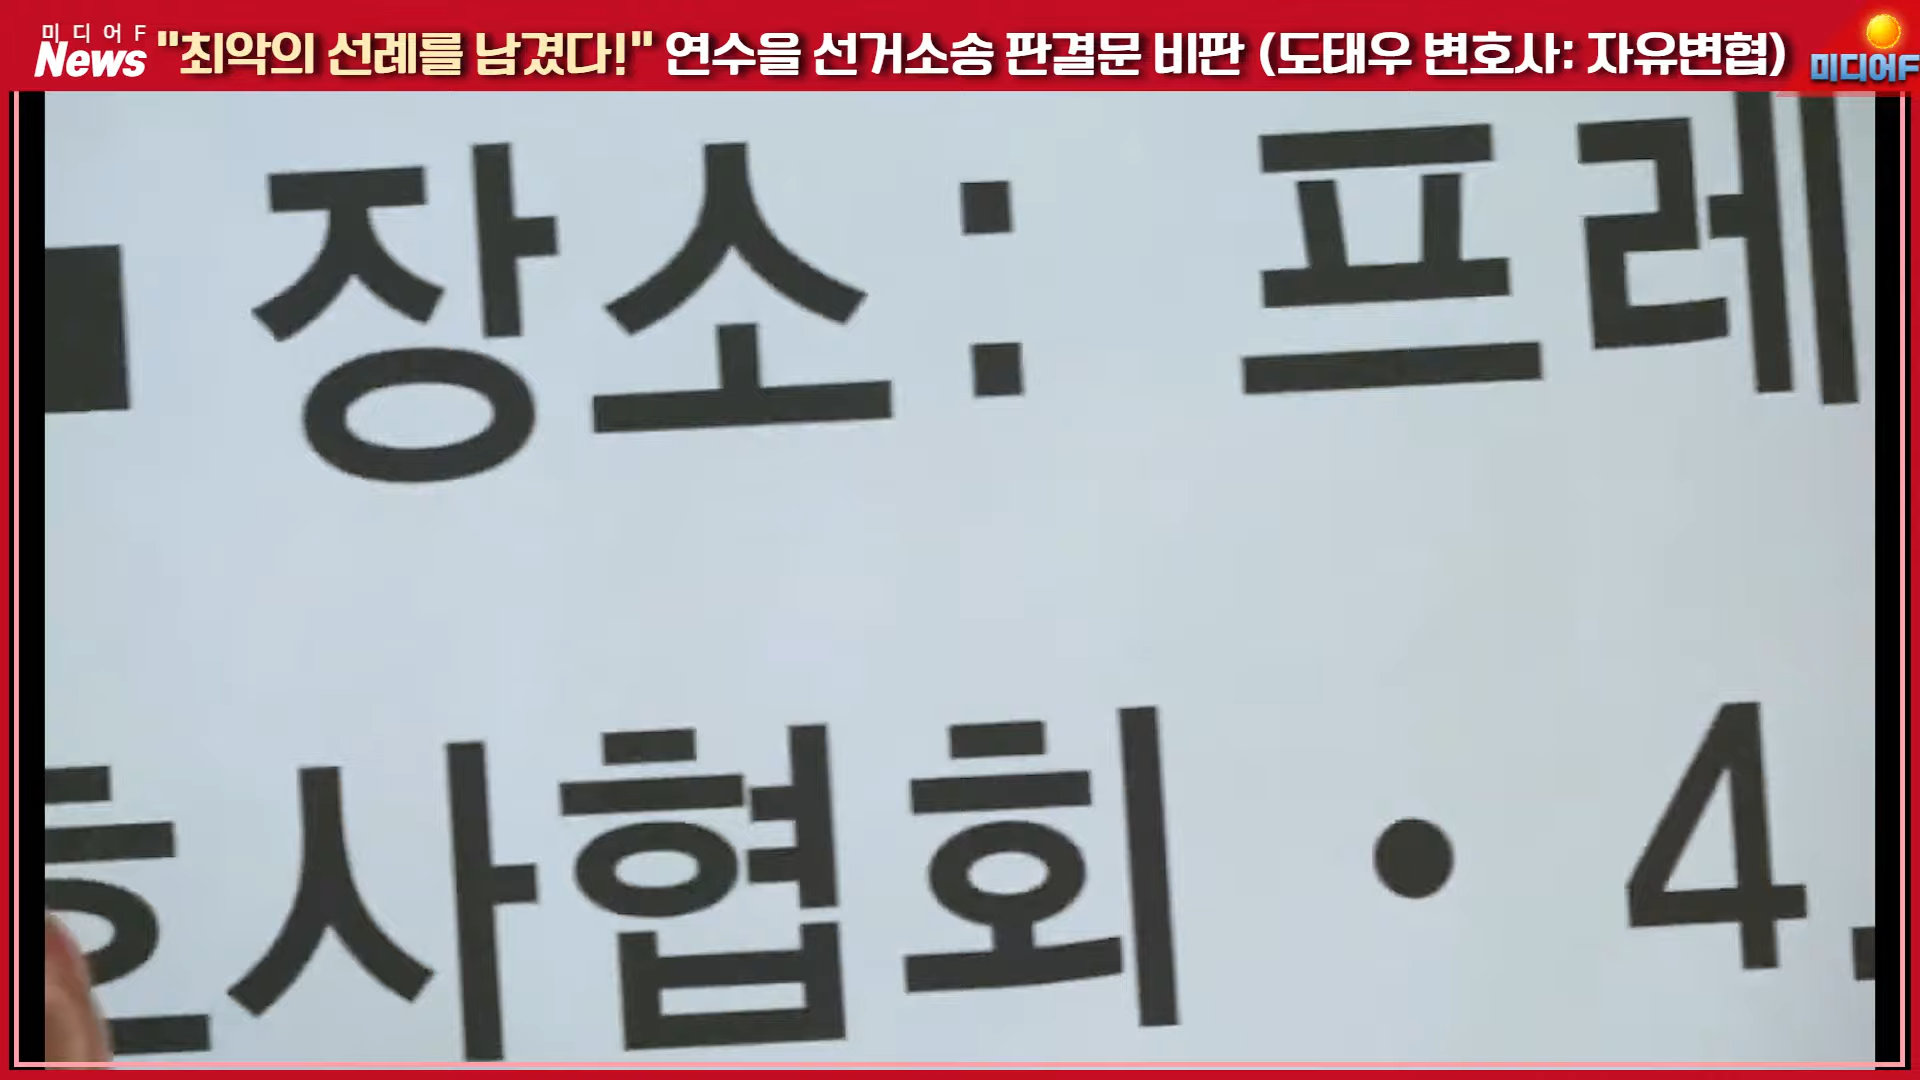 미디어F
News "최악의 선례를 남겼다!" 연수을 선거소송 판결문 비판 (도태우 변호사: 자유변협)
미디어F
■ 장소: 프레
호사협회 · 4.